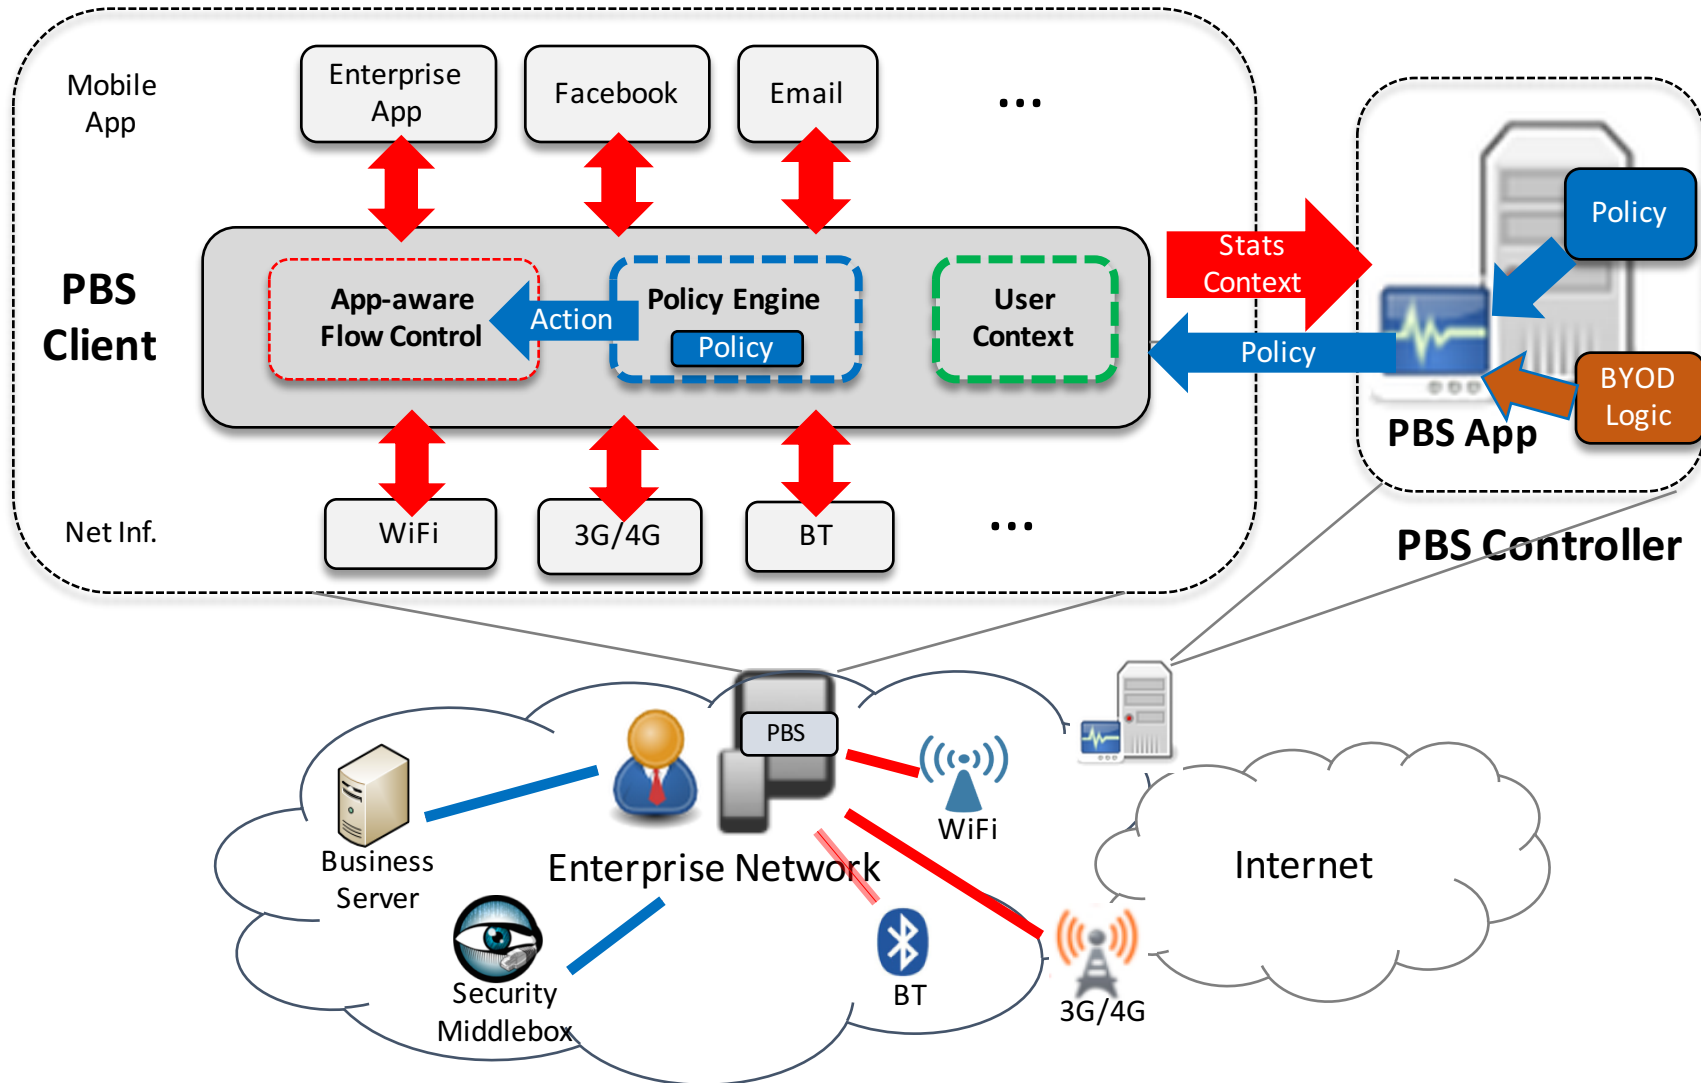 Mobile
App
Enterprise
App
Facebook
Email
...
PBS
Client
App-aware
Flow Control
Action
Policy Engine
Policy
User
Context
Stats
Context
Policy
Policy
BYOD
Logic
PBS App
PBS Controller
Net Inf.
WiFi
3G/4G
BT
...
PBS
WiFi
Business
Server
Enterprise Network
Internet
Security
Middlebox
BT
3G/4G